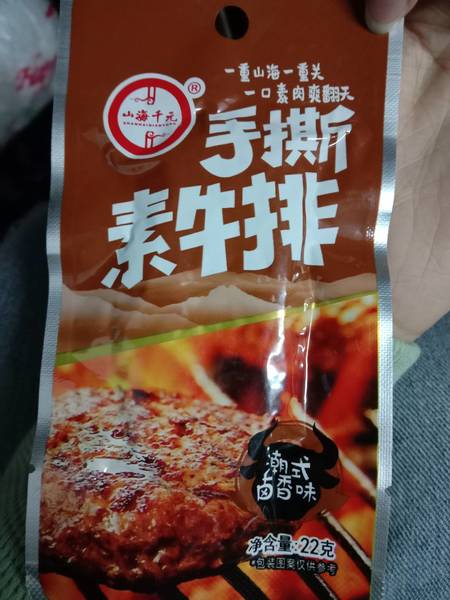 一重山海一重关
一口素肉爽翻天
®
山海千元
SHANHAIQIANYUAN
手撕
素牛排
潮式
卤香味
净含量:22克
包装图案仅供参考